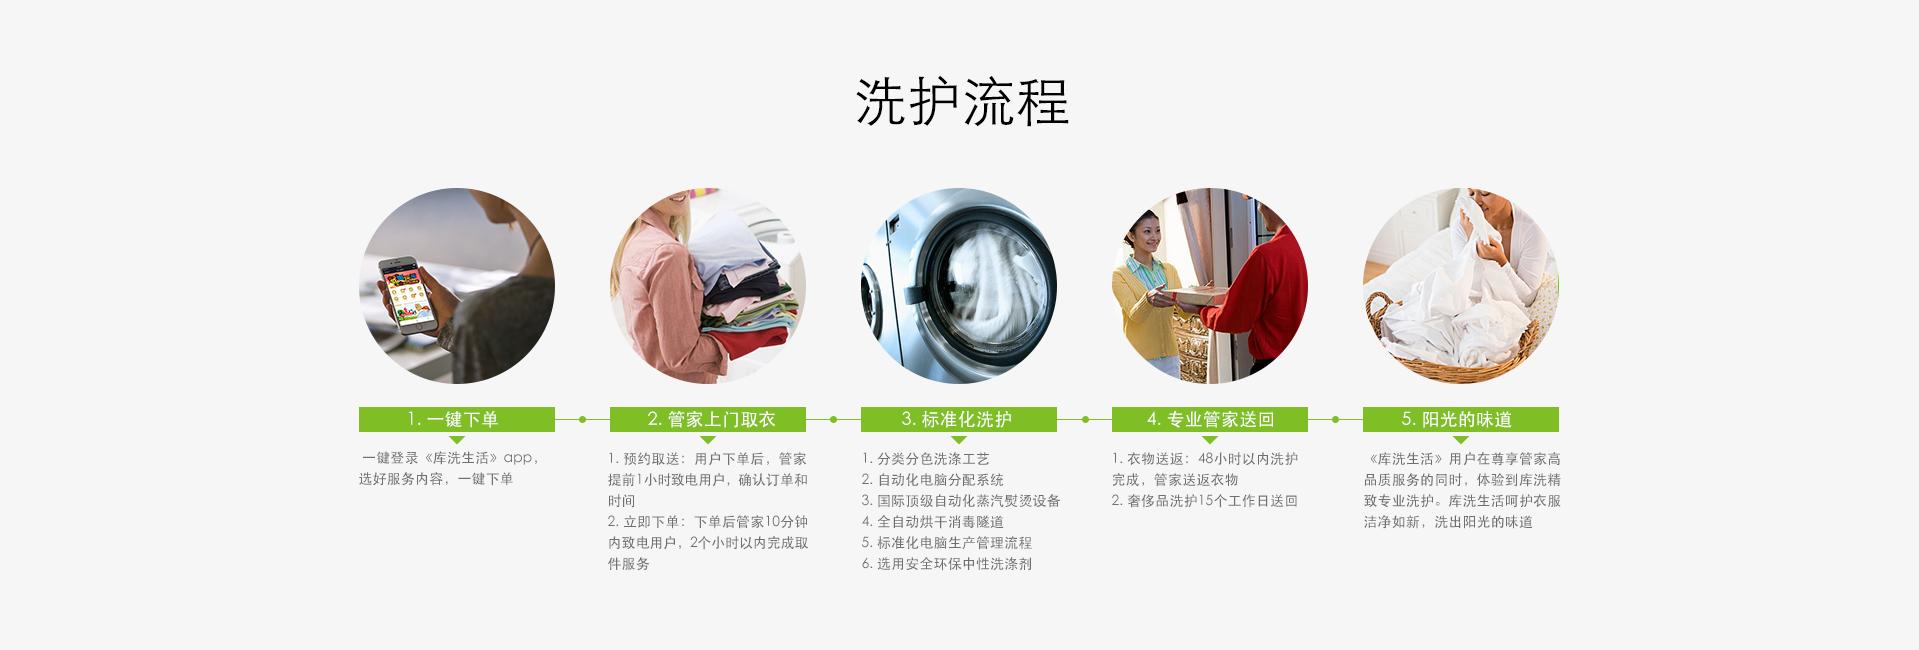 洗护流程
1. 一键下单
一键登录《库洗生活》app，
选好服务内容，一键下单
2. 管家上门取衣
1. 预约取送：用户下单后，管家
提前1小时致电用户，确认订单和
时间
2. 立即下单：下单后管家10分钟
内致电用户，2个小时以内完成取
件服务
3. 标准化洗护
1. 分类分色洗涤工艺
2. 自动化电脑分配系统
3. 国际顶级自动化蒸汽熨烫设备
4. 全自动烘干消毒隧道
5. 标准化电脑生产管理流程
6. 选用安全环保中性洗涤剂
4. 专业管家送回
1. 衣物送返：48小时以内洗护
完成，管家送返衣物
2. 奢侈品洗护15个工作日送回
5. 阳光的味道
《库洗生活》用户在尊享管家高
品质服务的同时，体验到库洗精
致专业洗护。库洗生活呵护衣服
洁净如新，洗出阳光的味道